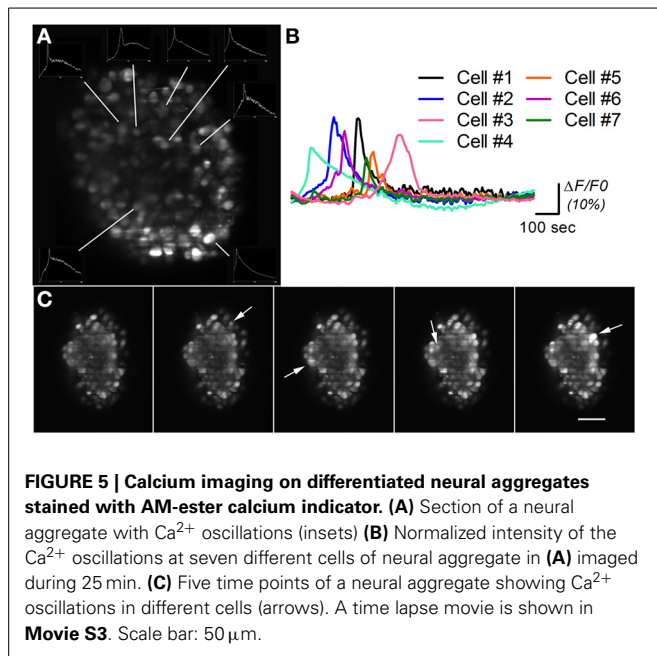 A
B
Cell #1
Cell #2
Cell #3
Cell #4
Cell #5
Cell #6
Cell #7
ΔF/F0
(10%)
100 sec
C
FIGURE 5 | Calcium imaging on differentiated neural aggregates
stained with AM-ester calcium indicator. (A) Section of a neural
aggregate with Ca²⁺ oscillations (insets) (B) Normalized intensity of the
Ca²⁺ oscillations at seven different cells of neural aggregate in (A) imaged
during 25 min. (C) Five time points of a neural aggregate showing Ca²⁺
oscillations in different cells (arrows). A time lapse movie is shown in
Movie S3. Scale bar: 50 μm.